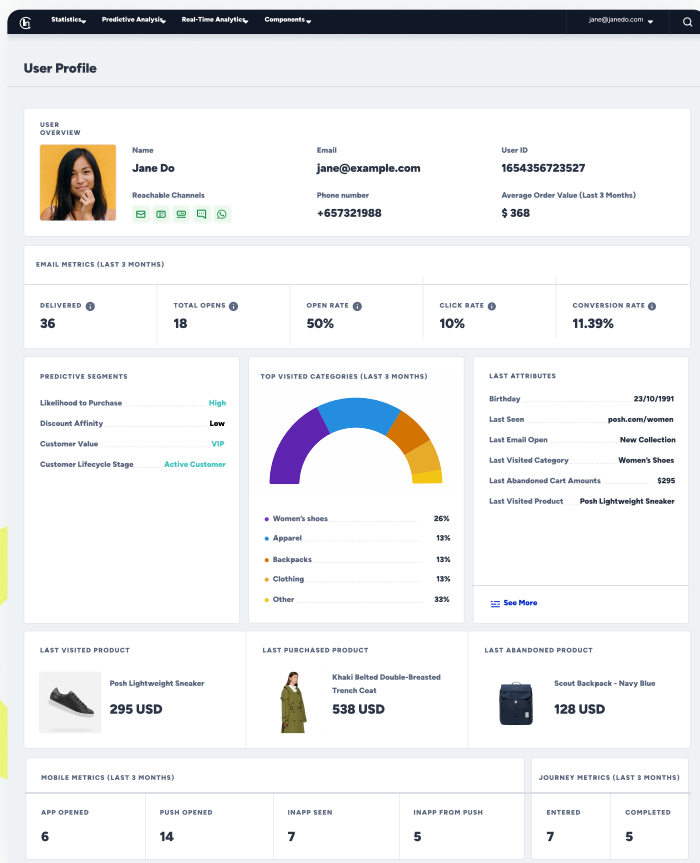 Statistics Predictive Analysis Real-Time Analytics Components jane@janedo.com
User Profile
USER
OVERVIEW
Name
Jane Do
Email
jane@example.com
User ID
1654356723527
Reachable Channels
Phone number
+657321988
Average Order Value (Last 3 Months)
$ 368
EMAIL METRICS (LAST 3 MONTHS)
DELIVERED
36
TOTAL OPENS
18
OPEN RATE
50%
CLICK RATE
10%
CONVERSION RATE
11.39%
PREDICTIVE SEGMENTS
Likelihood to Purchase High
Discount Affinity Low
Customer Value VIP
Customer Lifecycle Stage Active Customer
TOP VISITED CATEGORIES (LAST 3 MONTHS)
Women's shoes 26%
Apparel 13%
Backpacks 13%
Clothing 13%
Other 33%
LAST ATTRIBUTES
Birthday 23/10/1991
Last Seen posh.com/women
Last Email Open New Collection
Last Visited Category Women's Shoes
Last Abandoned Cart Amounts $295
Last Visited Product Posh Lightweight Sneaker
See More
LAST VISITED PRODUCT
Posh Lightweight Sneaker
295 USD
LAST PURCHASED PRODUCT
Khaki Belted Double-Breasted
Trench Coat
538 USD
LAST ABANDONED PRODUCT
Scout Backpack - Navy Blue
128 USD
MOBILE METRICS (LAST 3 MONTHS)
APP OPENED
6
PUSH OPENED
14
INAPP SEEN
7
INAPP FROM PUSH
5
JOURNEY METRICS (LAST 3 MONTHS)
ENTERED
7
COMPLETED
5